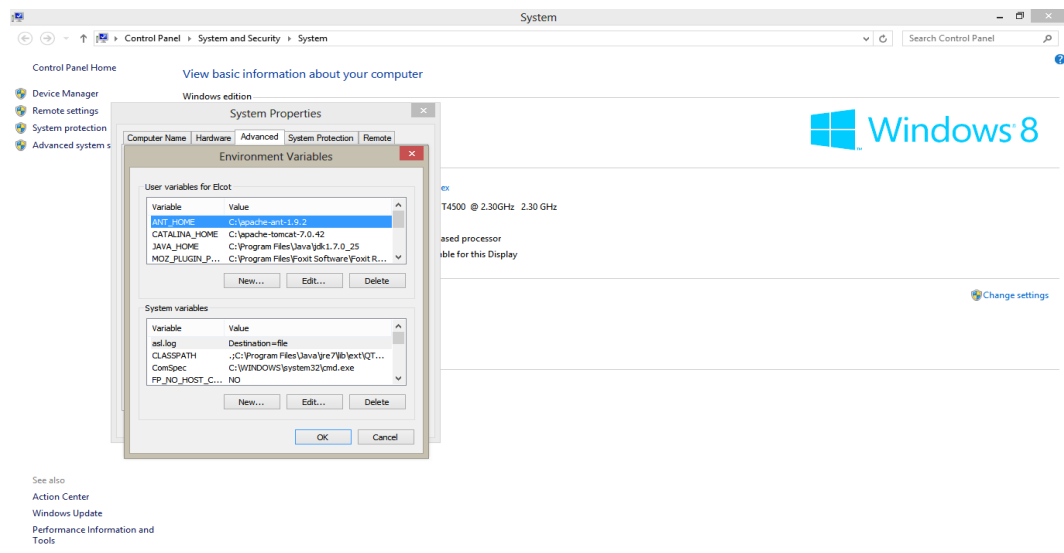 System
Control Panel ▸ System and Security ▸ System
Search Control Panel
Control Panel Home
Device Manager
Remote settings
System protection
Advanced system s
View basic information about your computer
Windows edition
Windows 8
ex
T4500 @ 2.30GHz 2.30 GHz
ased processor
ble for this Display
Change settings
System Properties
Computer Name Hardware Advanced System Protection Remote
Environment Variables
User variables for Elcot
Variable Value
ANT_HOME C:\apache-ant-1.9.2
CATALINA_HOME C:\apache-tomcat-7.0.42
JAVA_HOME C:\Program Files\Java\jdk1.7.0_25
MOZ_PLUGIN_P... C:\Program Files\Foxit Software\Foxit R...
New... Edit... Delete
System variables
Variable Value
asl.log Destination=file
CLASSPATH .;C:\Program Files\Java\jre7\lib\ext\QT...
ComSpec C:\WINDOWS\system32\cmd.exe
FP_NO_HOST_C... NO
New... Edit... Delete
OK Cancel
See also
Action Center
Windows Update
Performance Information and
Tools